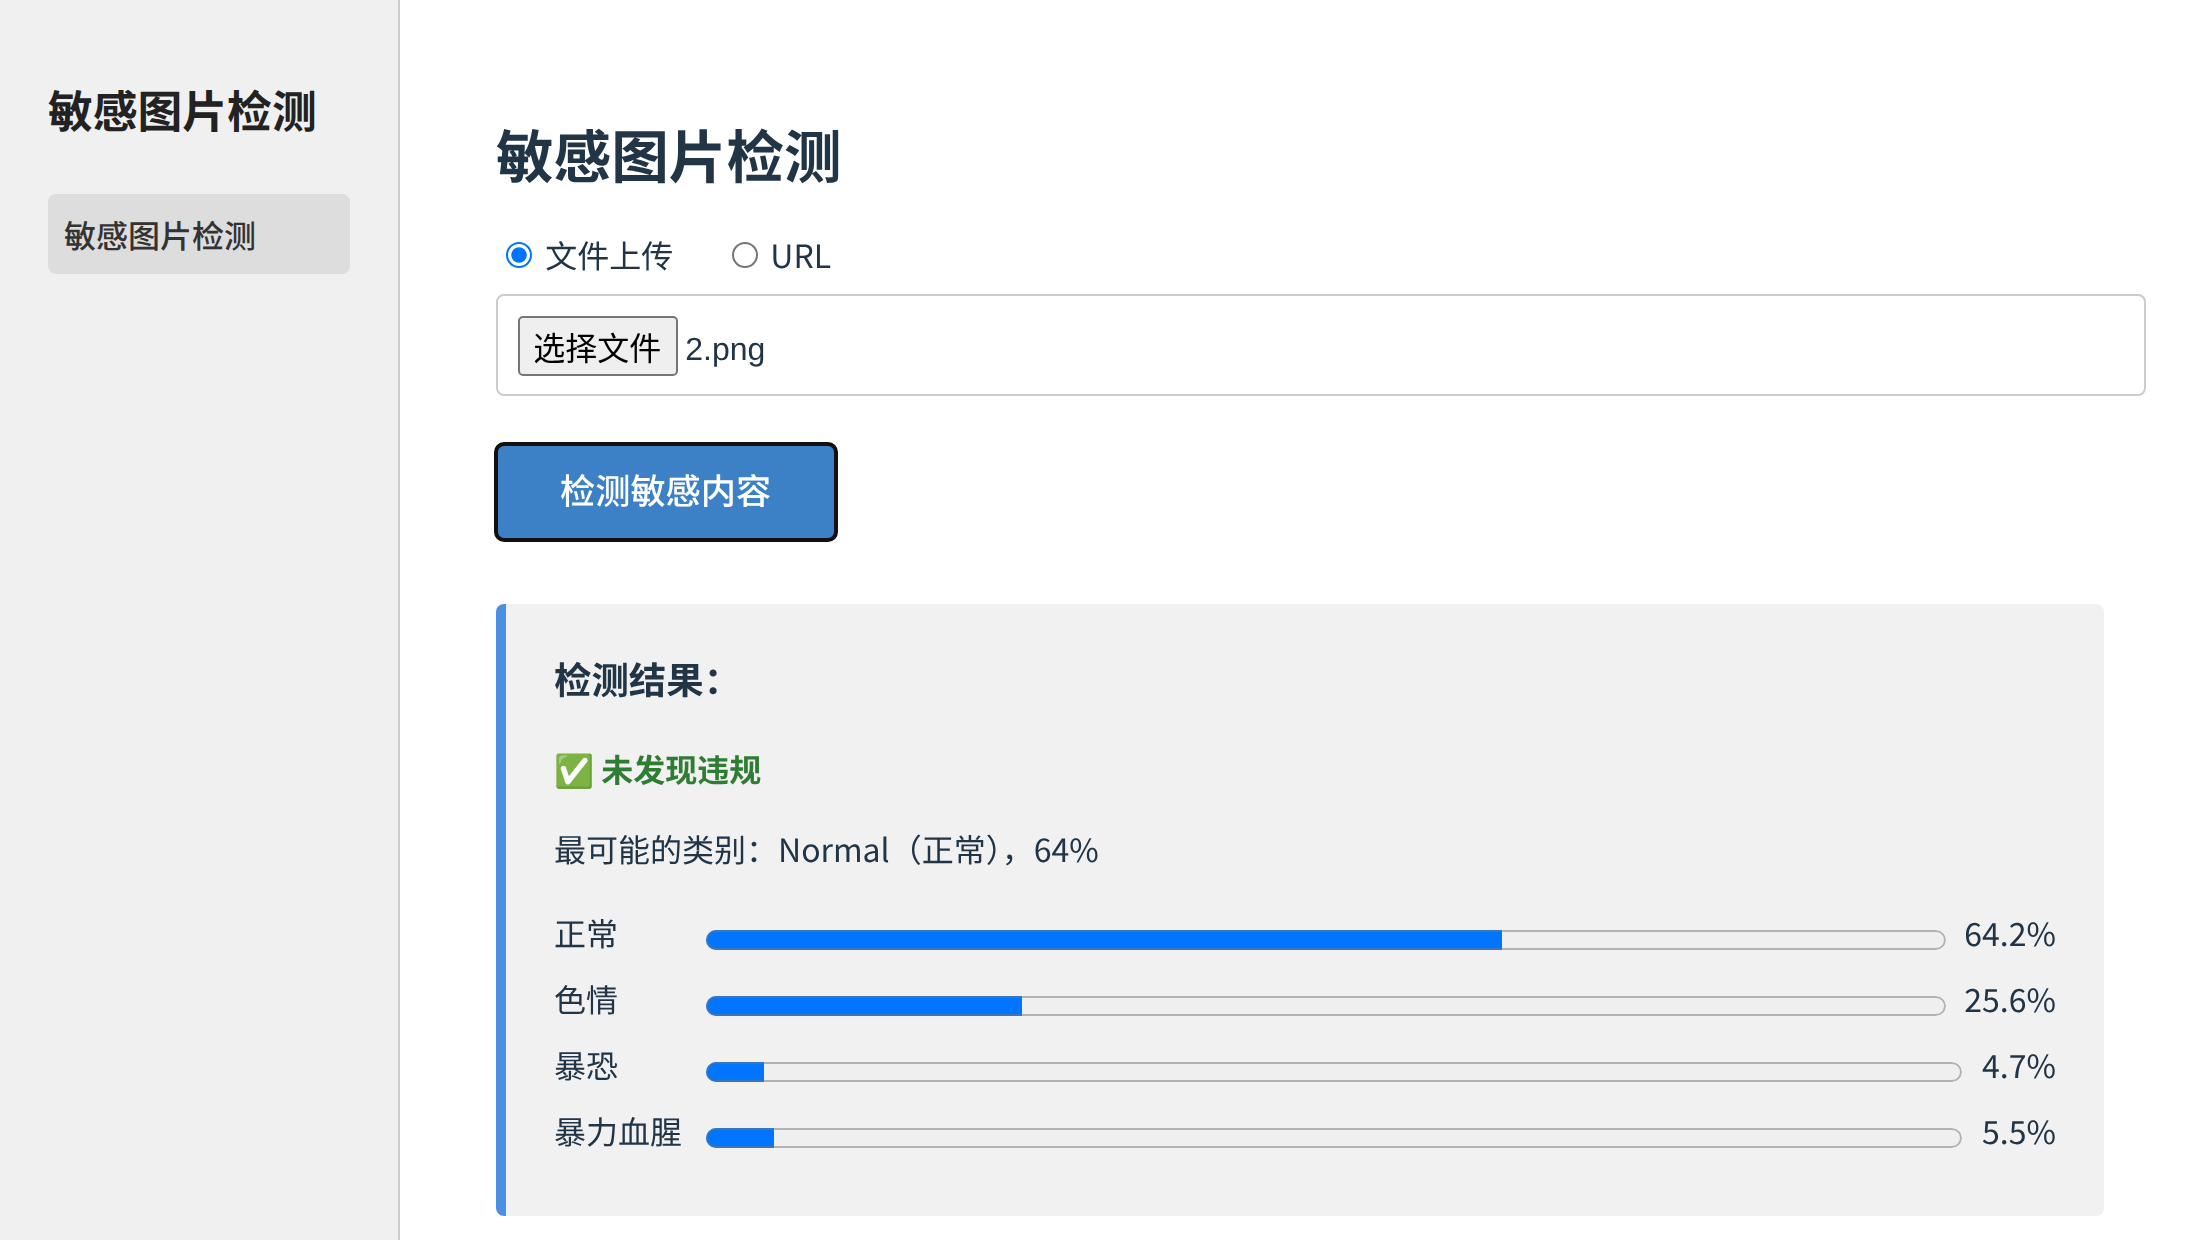 敏感图片检测
敏感图片检测
敏感图片检测
文件上传 URL
选择文件 2.png
检测敏感内容
检测结果：
✅ 未发现违规
最可能的类别：Normal（正常），64%
正常 64.2%
色情 25.6%
暴恐 4.7%
暴力血腥 5.5%